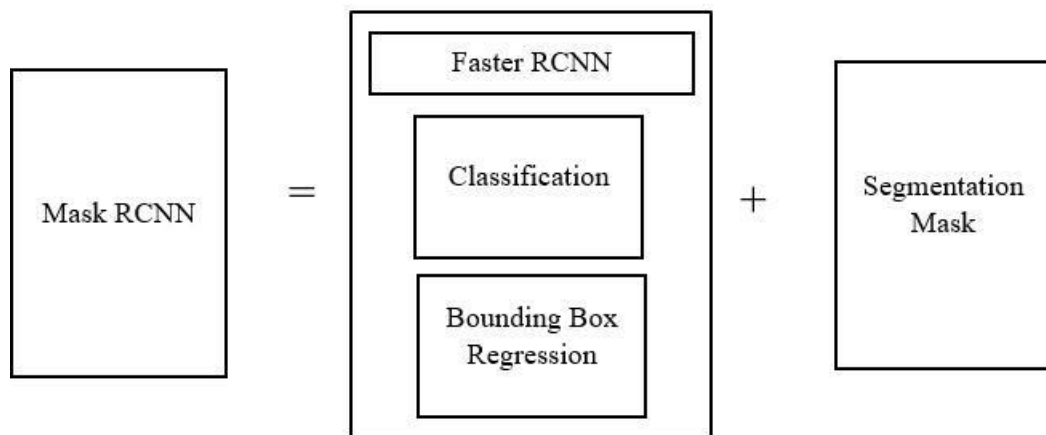 Mask RCNN
=
Faster RCNN
Classification
Bounding Box
Regression
+
Segmentation
Mask